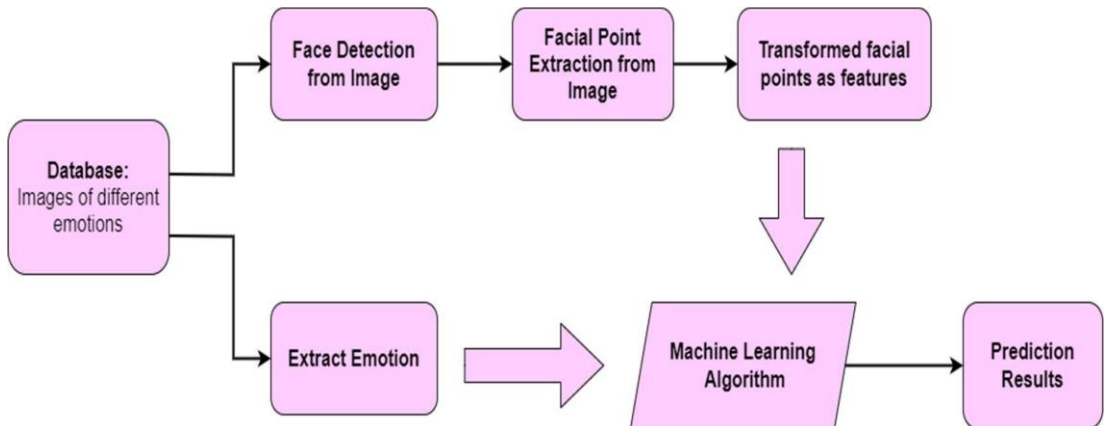 Face Detection
from Image
Facial Point
Extraction from
Image
Transformed facial
points as features
Database:
Images of different
emotions
Extract Emotion
Machine Learning
Algorithm
Prediction
Results